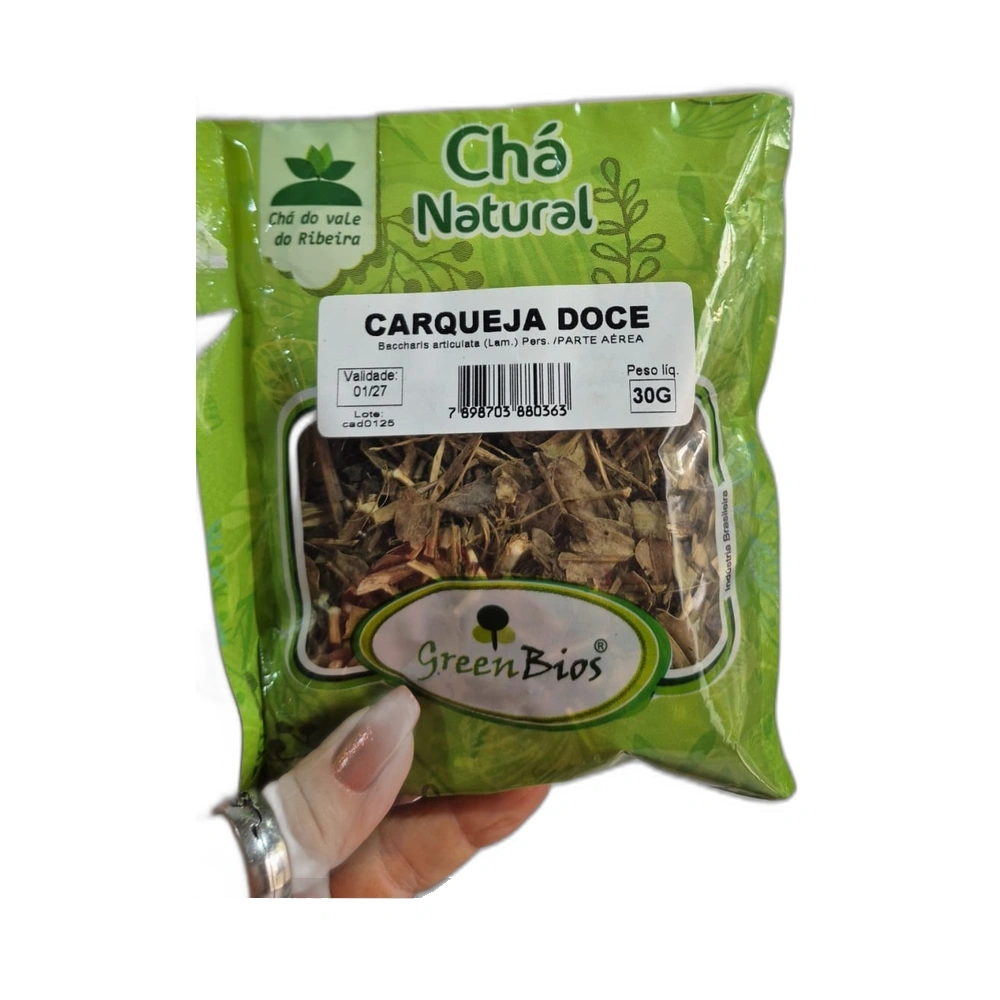 Chá do vale
do Ribeira
Chá
Natural
CARQUEJA DOCE
Baccharis articulata (Lam.) Pers. /PARTE AÉREA
Validade:
01/27
Lote:
cad0125
7 898703 880363
Peso líq.
30G
Indústria Brasileira
GreenBios®